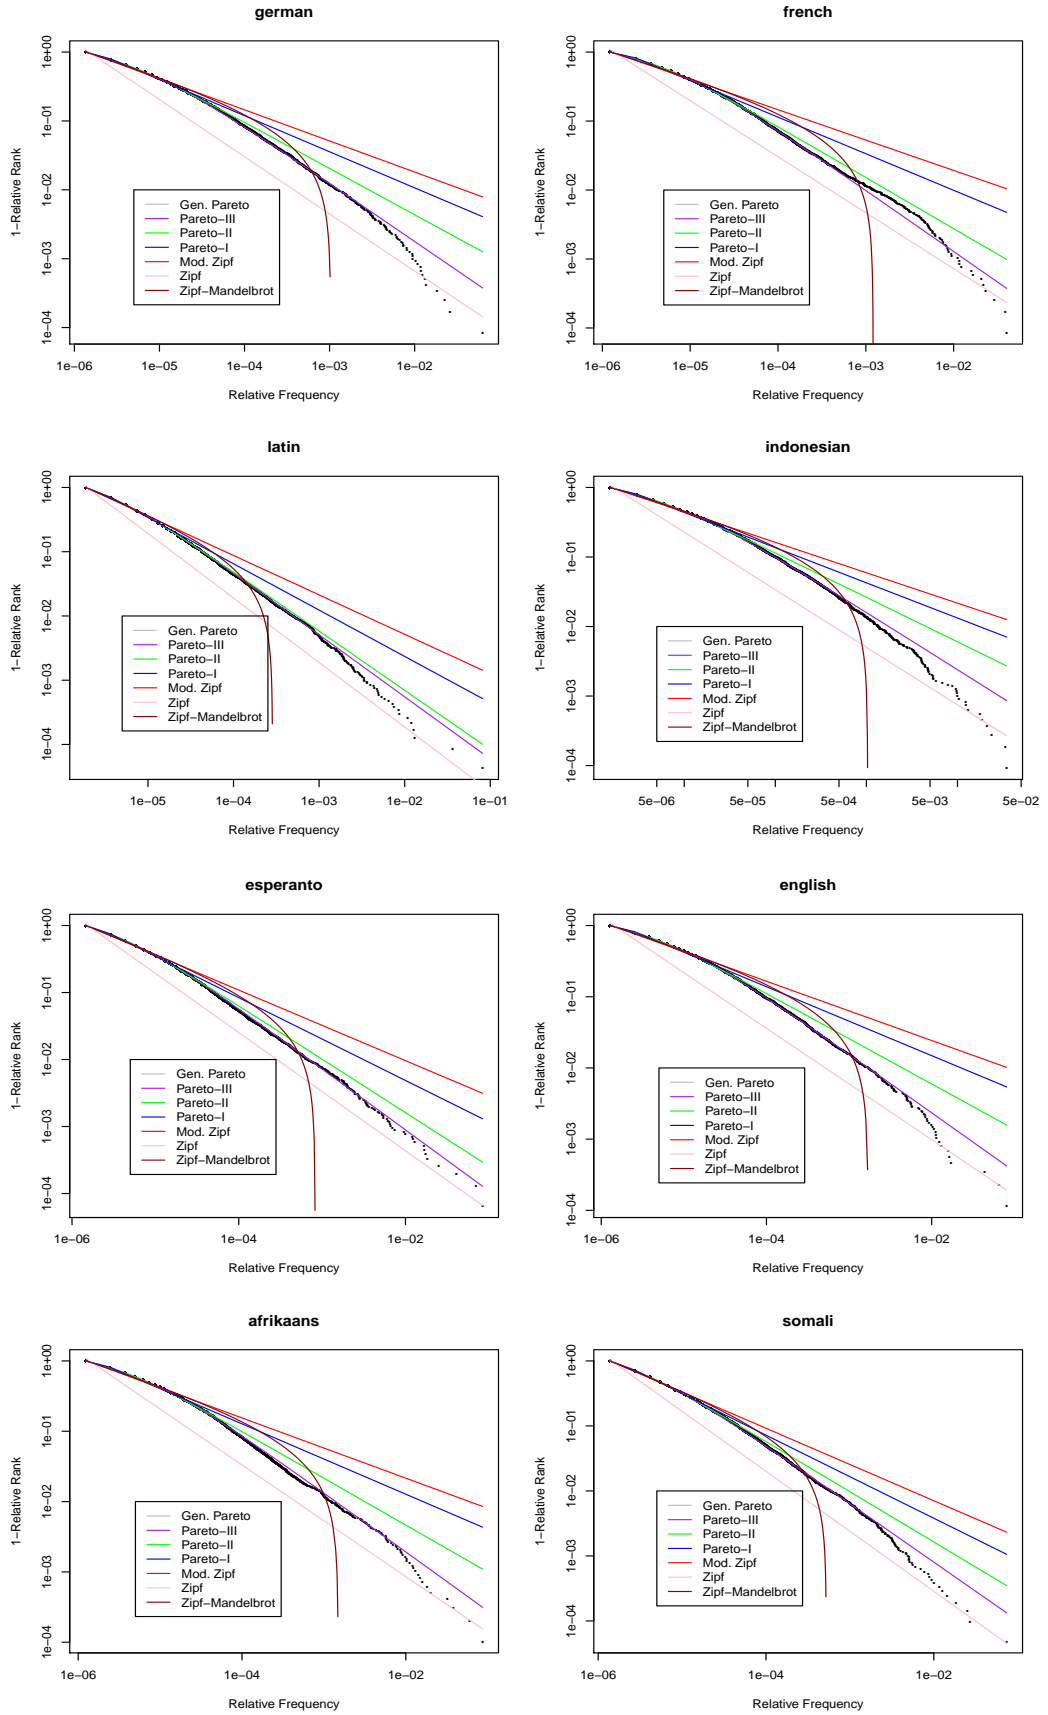 german
1e+00
1e−01
1e−02
1e−03
1e−04
1−Relative Rank
Gen. Pareto
Pareto−III
Pareto−II
Pareto−I
Mod. Zipf
Zipf
Zipf−Mandelbrot
1e−06 1e−05 1e−04 1e−03 1e−02
Relative Frequency
french
1e+00
1e−01
1e−02
1e−03
1e−04
1−Relative Rank
Gen. Pareto
Pareto−III
Pareto−II
Pareto−I
Mod. Zipf
Zipf
Zipf−Mandelbrot
1e−06 1e−05 1e−04 1e−03 1e−02
Relative Frequency
latin
1e+00
1e−01
1e−02
1e−03
1e−04
1−Relative Rank
Gen. Pareto
Pareto−III
Pareto−II
Pareto−I
Mod. Zipf
Zipf
Zipf−Mandelbrot
1e−05 1e−04 1e−03 1e−02 1e−01
Relative Frequency
indonesian
1e+00
1e−01
1e−02
1e−03
1e−04
1−Relative Rank
Gen. Pareto
Pareto−III
Pareto−II
Pareto−I
Mod. Zipf
Zipf
Zipf−Mandelbrot
5e−06 5e−05 5e−04 5e−03 5e−02
Relative Frequency
esperanto
1e+00
1e−01
1e−02
1e−03
1e−04
1−Relative Rank
Gen. Pareto
Pareto−III
Pareto−II
Pareto−I
Mod. Zipf
Zipf
Zipf−Mandelbrot
1e−06 1e−04 1e−02
Relative Frequency
english
1e+00
1e−01
1e−02
1e−03
1e−04
1−Relative Rank
Gen. Pareto
Pareto−III
Pareto−II
Pareto−I
Mod. Zipf
Zipf
Zipf−Mandelbrot
1e−06 1e−04 1e−02
Relative Frequency
afrikaans
1e+00
1e−01
1e−02
1e−03
1e−04
1−Relative Rank
Gen. Pareto
Pareto−III
Pareto−II
Pareto−I
Mod. Zipf
Zipf
Zipf−Mandelbrot
1e−06 1e−04 1e−02
Relative Frequency
somali
1e+00
1e−01
1e−02
1e−03
1e−04
1−Relative Rank
Gen. Pareto
Pareto−III
Pareto−II
Pareto−I
Mod. Zipf
Zipf
Zipf−Mandelbrot
1e−06 1e−04 1e−02
Relative Frequency